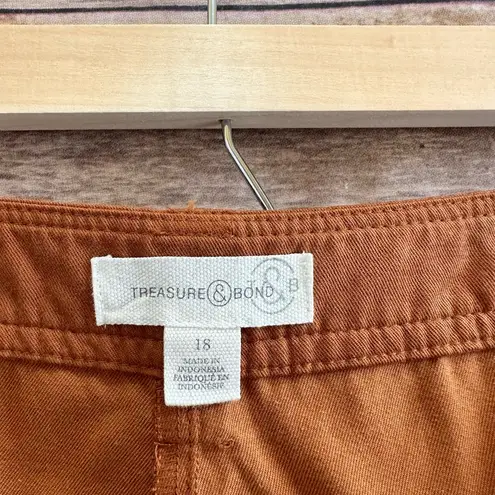 TREASURE & BOND
& B
18
MADE IN
INDONESIA
FABRIQUÉ EN
INDONÉSIE